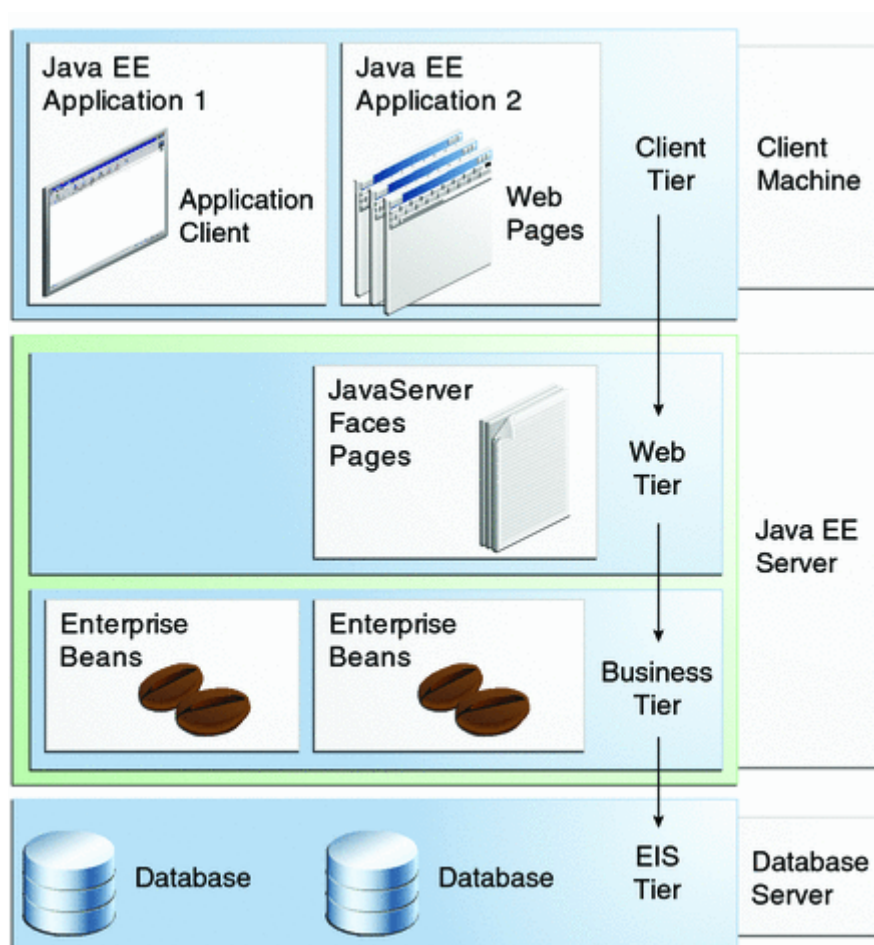 Java EE
Application 1
Application
Client
Java EE
Application 2
Web
Pages
Client
Tier
Client
Machine
JavaServer
Faces
Pages
Web
Tier
Java EE
Server
Enterprise
Beans
Enterprise
Beans
Business
Tier
Database
Database
EIS
Tier
Database
Server